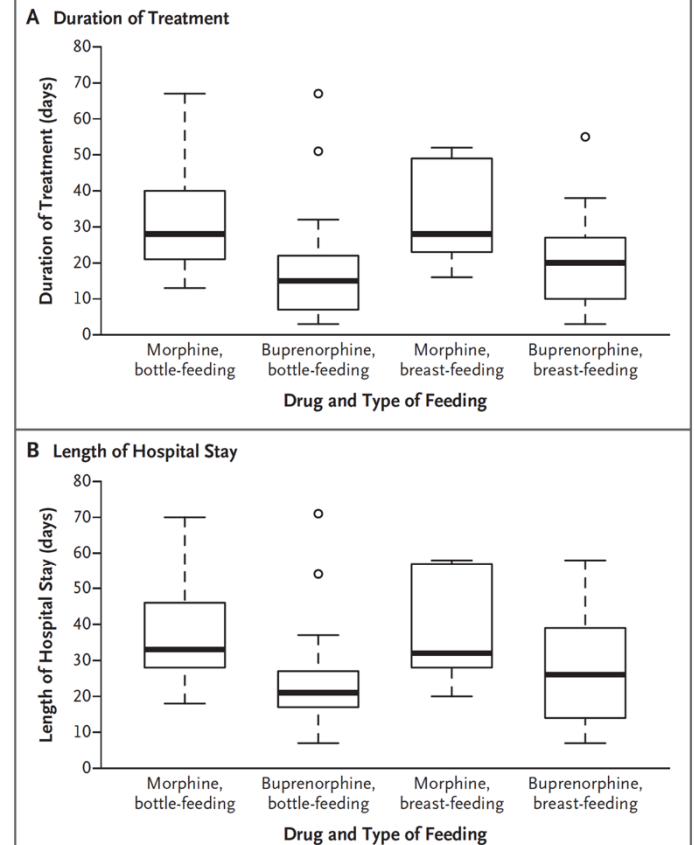 A Duration of Treatment
80
70
60
50
40
30
20
10
0
Duration of Treatment (days)
Morphine, bottle-feeding
Buprenorphine, bottle-feeding
Morphine, breast-feeding
Buprenorphine, breast-feeding
Drug and Type of Feeding
B Length of Hospital Stay
80
70
60
50
40
30
20
10
0
Length of Hospital Stay (days)
Morphine, bottle-feeding
Buprenorphine, bottle-feeding
Morphine, breast-feeding
Buprenorphine, breast-feeding
Drug and Type of Feeding